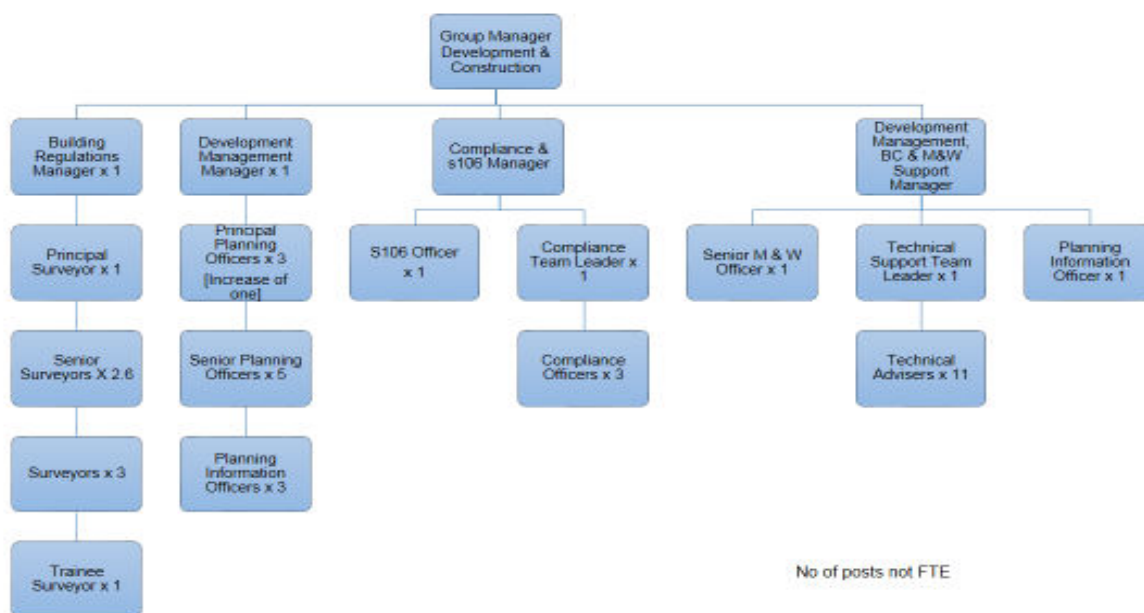 Group Manager
Development &
Construction
Building
Regulations
Manager x 1
Development
Management
Manager x 1
Compliance &
s106 Manager
Development
Management,
BC & M&W
Support
Manager
Principal
Surveyor x 1
Principal
Planning
Officers x 3
[Increase of
one]
S106 Officer
x 1
Compliance
Team Leader x
1
Senior M & W
Officer x 1
Technical
Support Team
Leader x 1
Planning
Information
Officer x 1
Senior
Surveyors X 2.6
Senior Planning
Officers x 5
Compliance
Officers x 3
Technical
Advisers x 11
Surveyors x 3
Planning
Information
Officers x 3
Trainee
Surveyor x 1
No of posts not FTE